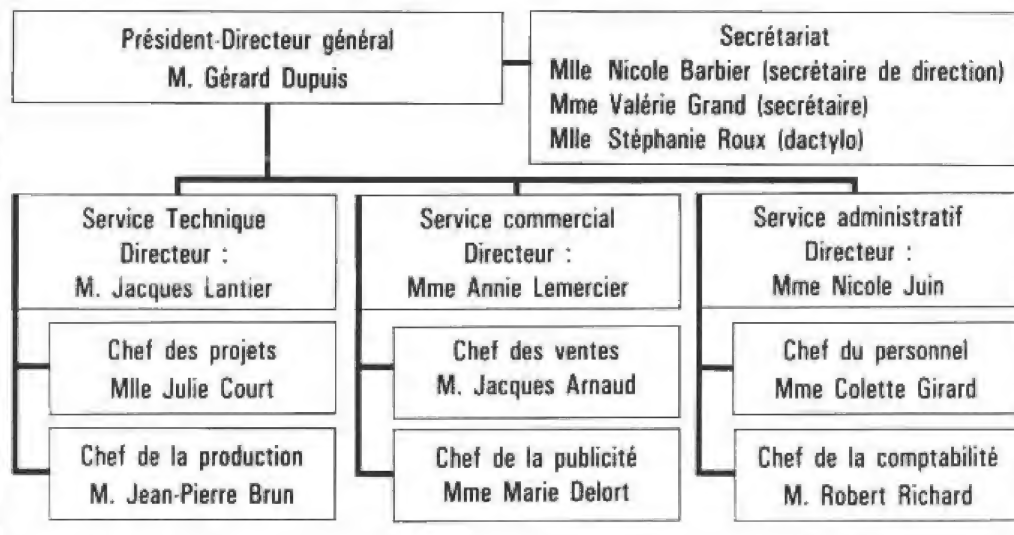 Président-Directeur général
M. Gérard Dupuis
Secrétariat
Mlle Nicole Barbier (secrétaire de direction)
Mme Valérie Grand (secrétaire)
Mlle Stéphanie Roux (dactylo)
Service Technique
Directeur :
M. Jacques Lantier
Chef des projets
Mlle Julie Court
Chef de la production
M. Jean-Pierre Brun
Service commercial
Directeur :
Mme Annie Lemercier
Chef des ventes
M. Jacques Arnaud
Chef de la publicité
Mme Marie Delort
Service administratif
Directeur :
Mme Nicole Juin
Chef du personnel
Mme Colette Girard
Chef de la comptabilité
M. Robert Richard